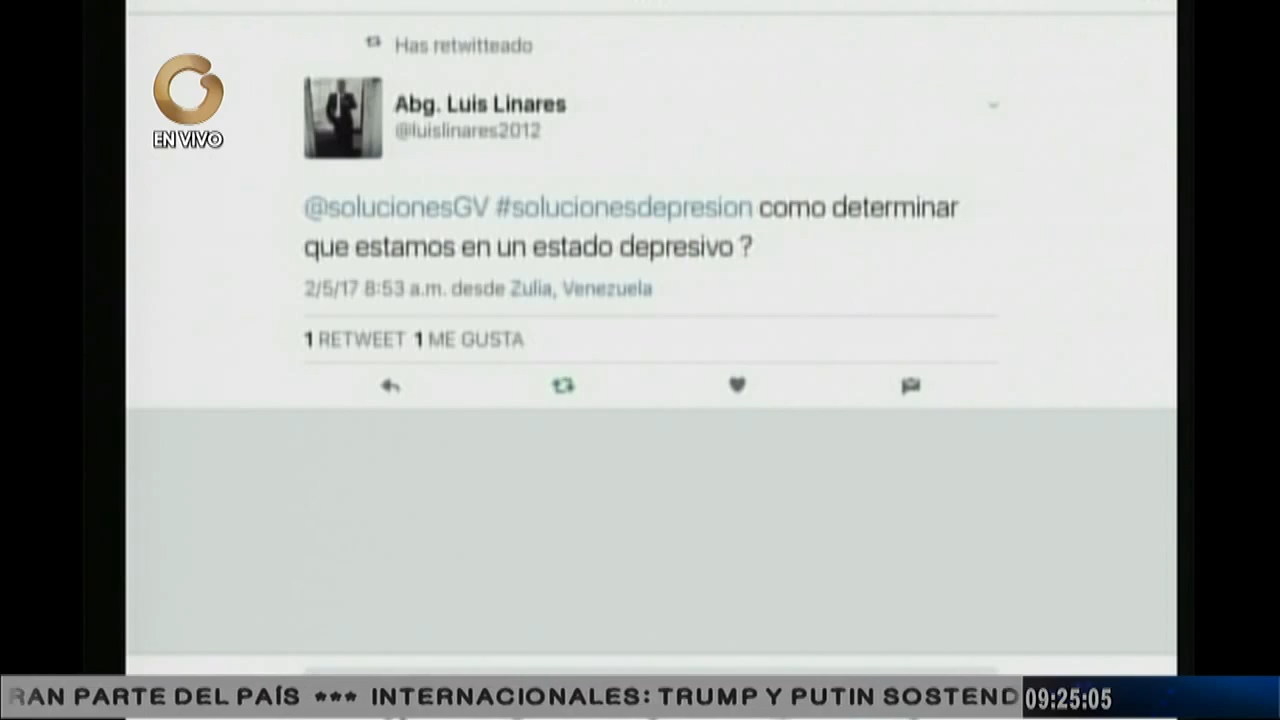 Has retwitteado
EN VIVO
Abg. Luis Linares
@luislinares2012
@solucionesGV #solucionesdepresion como determinar
que estamos en un estado depresivo ?
2/5/17 8:53 a.m. desde Zulia, Venezuela
1 RETWEET 1 ME GUSTA
RAN PARTE DEL PAÍS *** INTERNACIONALES: TRUMP Y PUTIN SOSTEND
09:25:05